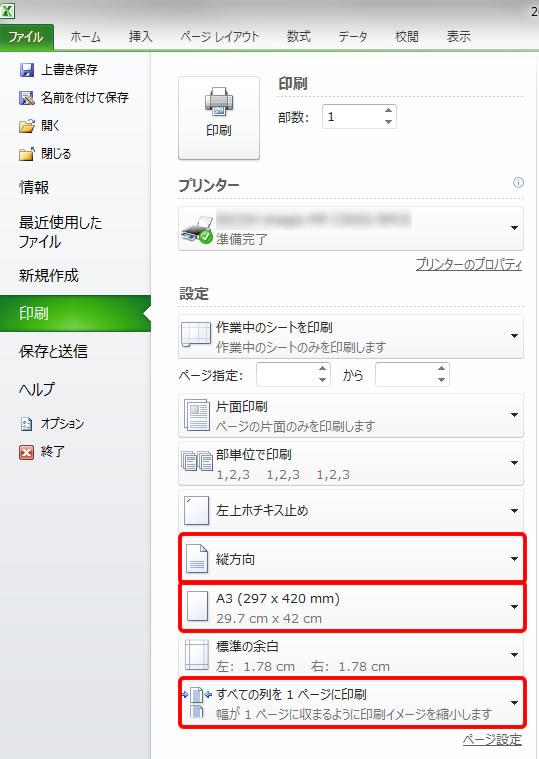 2
ファイル ホーム 挿入 ページ レイアウト 数式 データ 校閲 表示
上書き保存
名前を付けて保存
開く
閉じる
情報
最近使用した
ファイル
新規作成
印刷
保存と送信
ヘルプ
オプション
終了
印刷
印刷
部数: 1
プリンター
準備完了
プリンターのプロパティ
設定
作業中のシートを印刷
作業中のシートのみを印刷します
ページ指定: から
片面印刷
ページの片面のみを印刷します
部単位で印刷
1,2,3 1,2,3 1,2,3
左上ホチキス止め
縦方向
A3 (297 x 420 mm)
29.7 cm x 42 cm
標準の余白
左: 1.78 cm 右: 1.78 cm
すべての列を 1 ページに印刷
幅が 1 ページに収まるように印刷イメージを縮小します
ページ設定